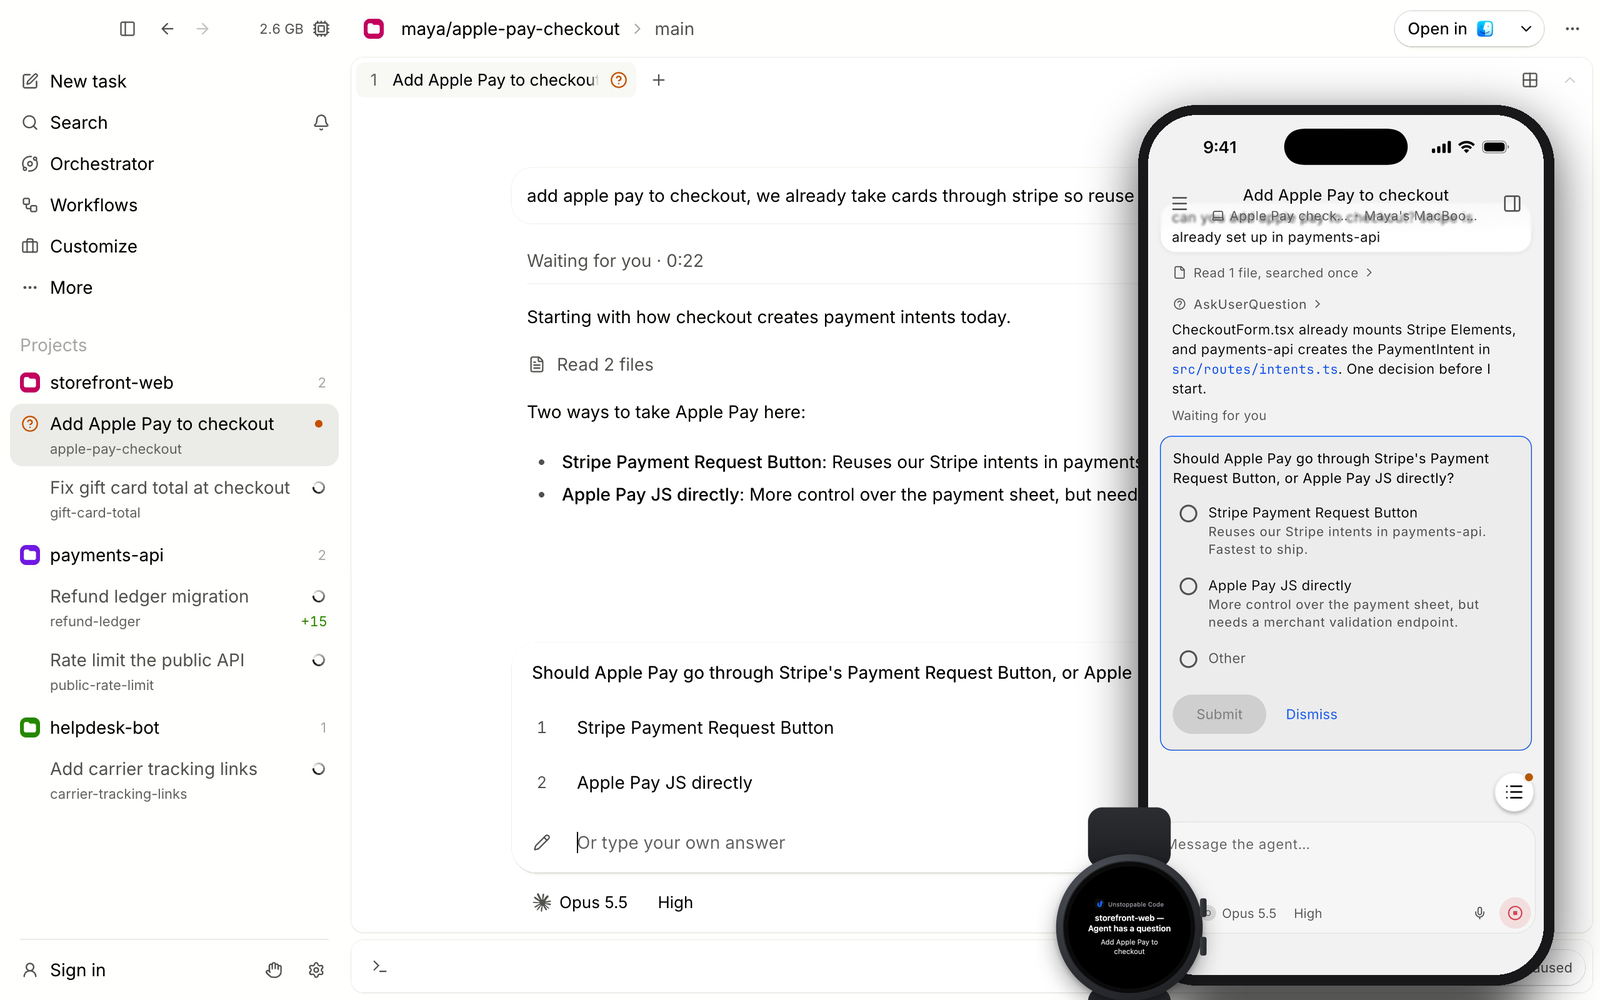 2.6 GB
maya/apple-pay-checkout
main
Open in
New task
Search
Orchestrator
Workflows
Customize
More
Projects
storefront-web
2
Add Apple Pay to checkout
apple-pay-checkout
Fix gift card total at checkout
gift-card-total
payments-api
2
Refund ledger migration
refund-ledger
+15
Rate limit the public API
public-rate-limit
helpdesk-bot
1
Add carrier tracking links
carrier-tracking-links
Sign in
1 Add Apple Pay to checkou
add apple pay to checkout, we already take cards through stripe so reuse
Waiting for you · 0:22
Starting with how checkout creates payment intents today.
Read 2 files
Two ways to take Apple Pay here:
• Stripe Payment Request Button: Reuses our Stripe intents in payments
• Apple Pay JS directly: More control over the payment sheet, but need
Should Apple Pay go through Stripe's Payment Request Button, or Apple
1 Stripe Payment Request Button
2 Apple Pay JS directly
Or type your own answer
Opus 5.5 High
9:41
Add Apple Pay to checkout
Apple Pay check... Maya's MacBoo...
can you add apple pay to checkout? stripe is
already set up in payments-api
Read 1 file, searched once
AskUserQuestion
CheckoutForm.tsx already mounts Stripe Elements,
and payments-api creates the PaymentIntent in
src/routes/intents.ts. One decision before I
start.
Waiting for you
Should Apple Pay go through Stripe's Payment
Request Button, or Apple Pay JS directly?
Stripe Payment Request Button
Reuses our Stripe intents in payments-api.
Fastest to ship.
Apple Pay JS directly
More control over the payment sheet, but
needs a merchant validation endpoint.
Other
Submit
Dismiss
Message the agent...
Opus 5.5 High
Unstoppable Code
storefront-web —
Agent has a question
Add Apple Pay to
checkout